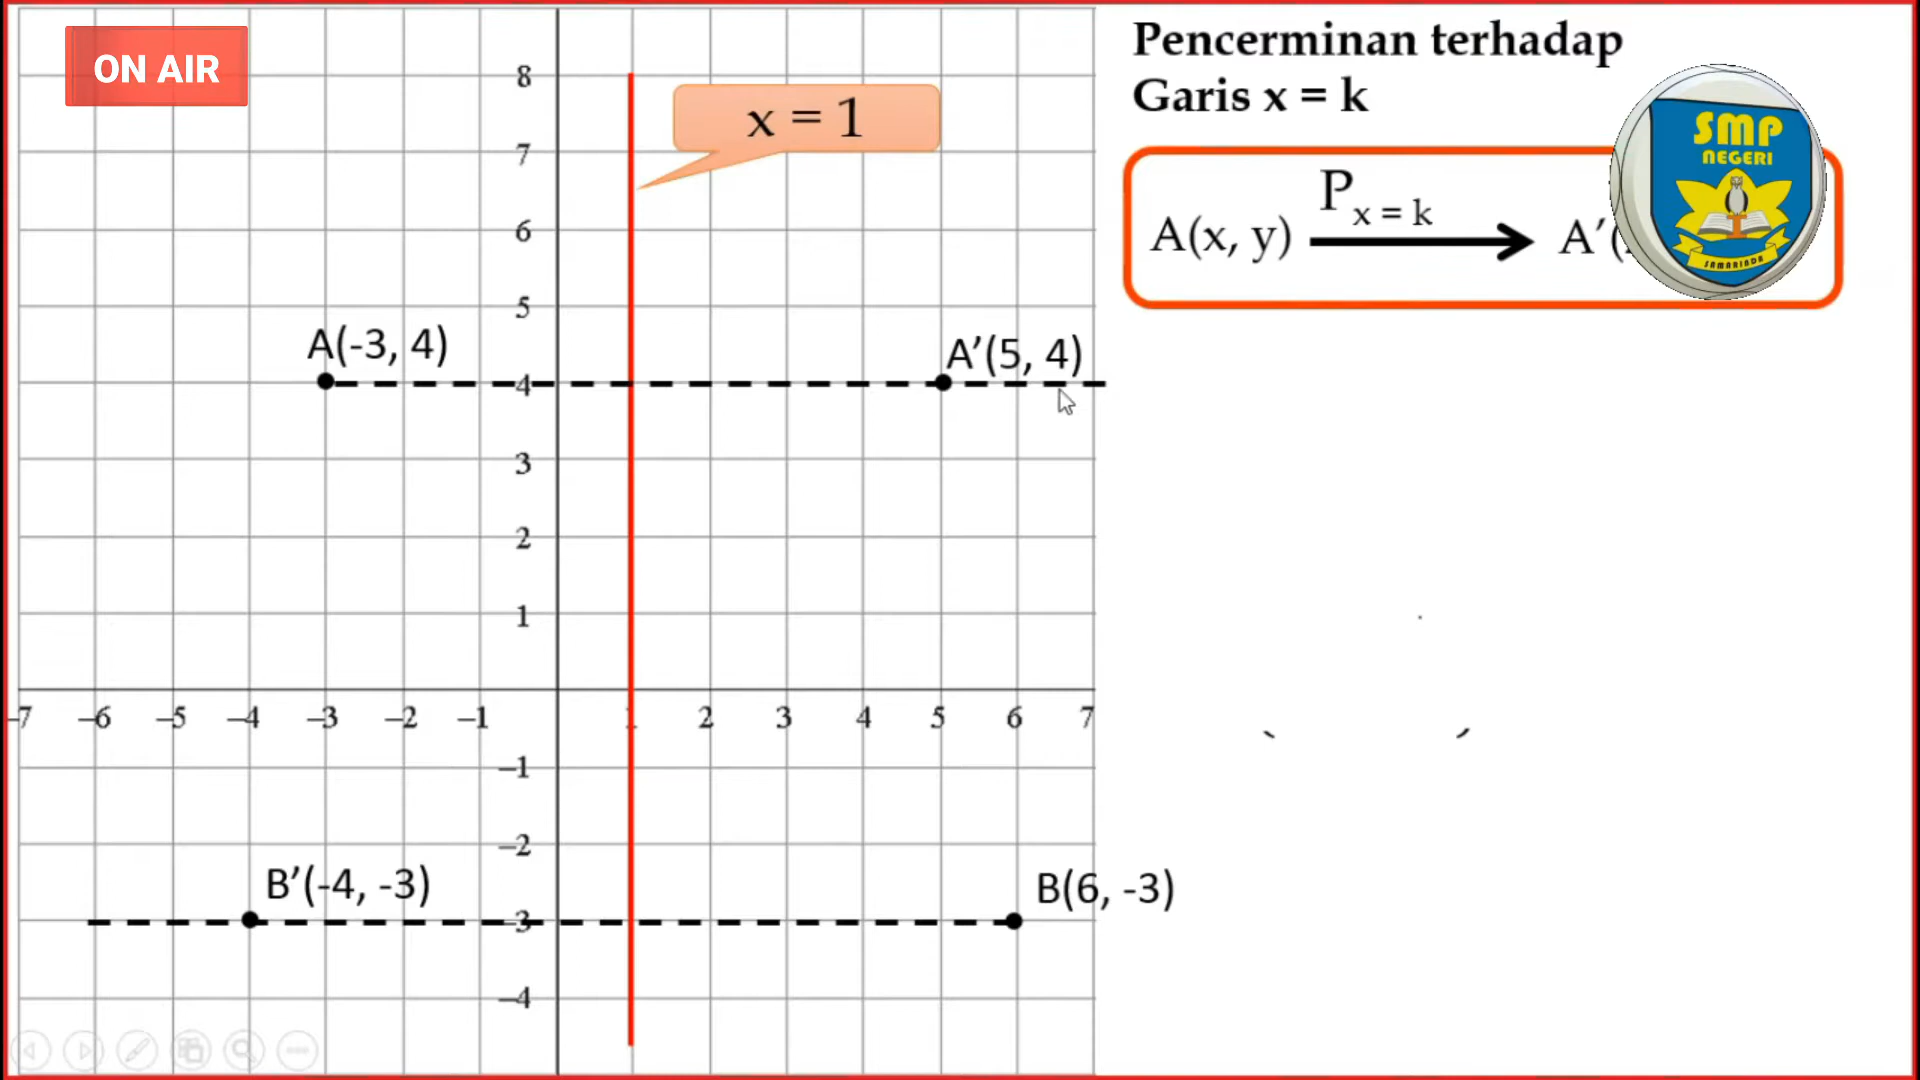 ON AIR
Pencerminan terhadap
Garis x = k
SMP
NEGERI
SAMARINDA
P x = k
A(x, y)
A′(
x = 1
8
7
6
5
A(-3, 4)
A′(5, 4)
4
3
2
1
–7 –6 –5 –4 –3 –2 –1 1 2 3 4 5 6 7
–1
–2
B′(-4, -3)
B(6, -3)
–3
–4